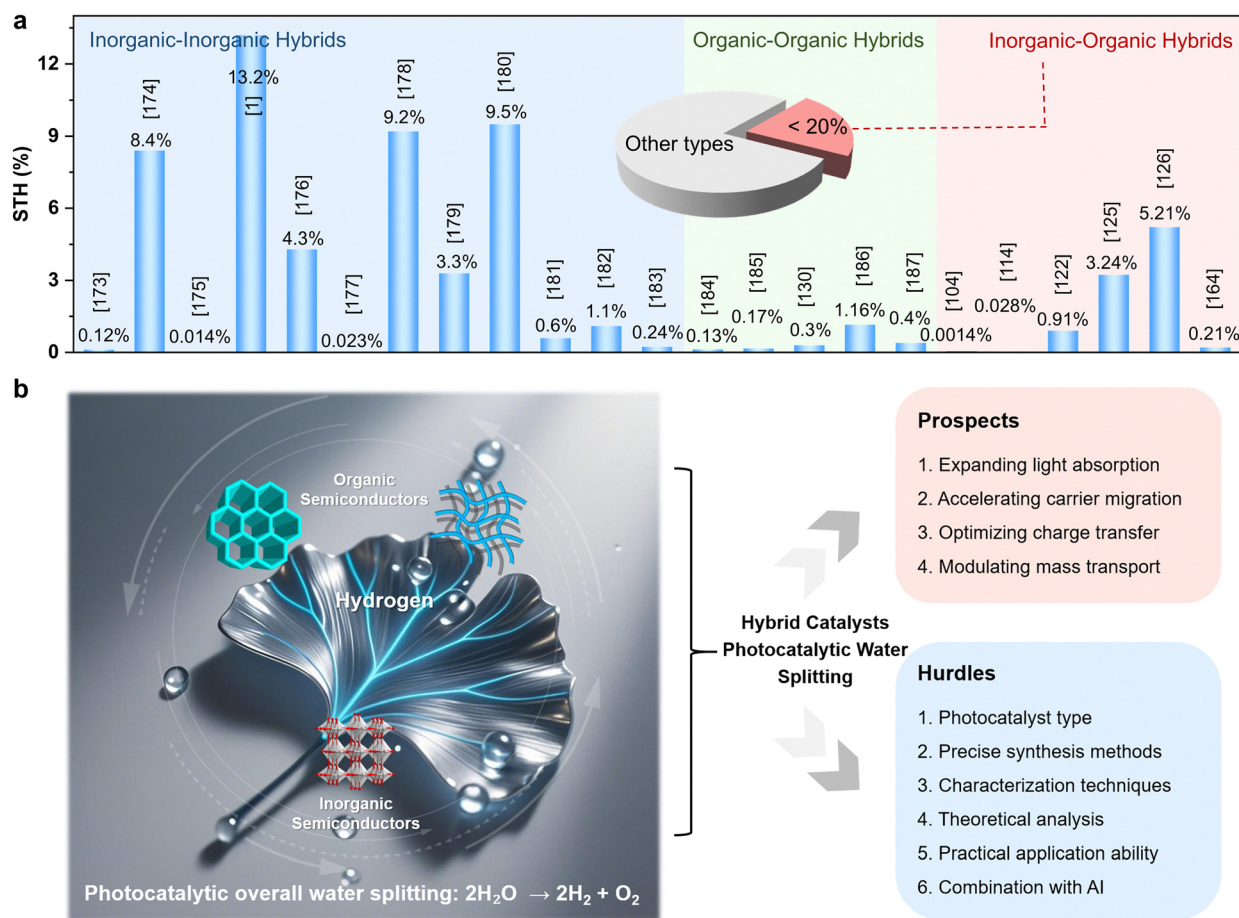 a
Inorganic-Inorganic Hybrids
Organic-Organic Hybrids
Inorganic-Organic Hybrids
STH (%)
12
9
6
3
0
[173]
0.12%
[174]
8.4%
[175]
0.014%
13.2%
[1]
[176]
4.3%
[177]
0.023%
[178]
9.2%
[179]
3.3%
[180]
9.5%
[181]
0.6%
[182]
1.1%
[183]
0.24%
[184]
0.13%
[185]
0.17%
[130]
0.3%
[186]
1.16%
[187]
0.4%
[104]
0.0014%
[114]
0.028%
[122]
0.91%
[125]
3.24%
[126]
5.21%
[164]
0.21%
Other types
< 20%
b
Organic
Semiconductors
Hydrogen
Inorganic
Semiconductors
Photocatalytic overall water splitting: 2H₂O → 2H₂ + O₂
Hybrid Catalysts
Photocatalytic Water
Splitting
Prospects
1. Expanding light absorption
2. Accelerating carrier migration
3. Optimizing charge transfer
4. Modulating mass transport
Hurdles
1. Photocatalyst type
2. Precise synthesis methods
3. Characterization techniques
4. Theoretical analysis
5. Practical application ability
6. Combination with AI